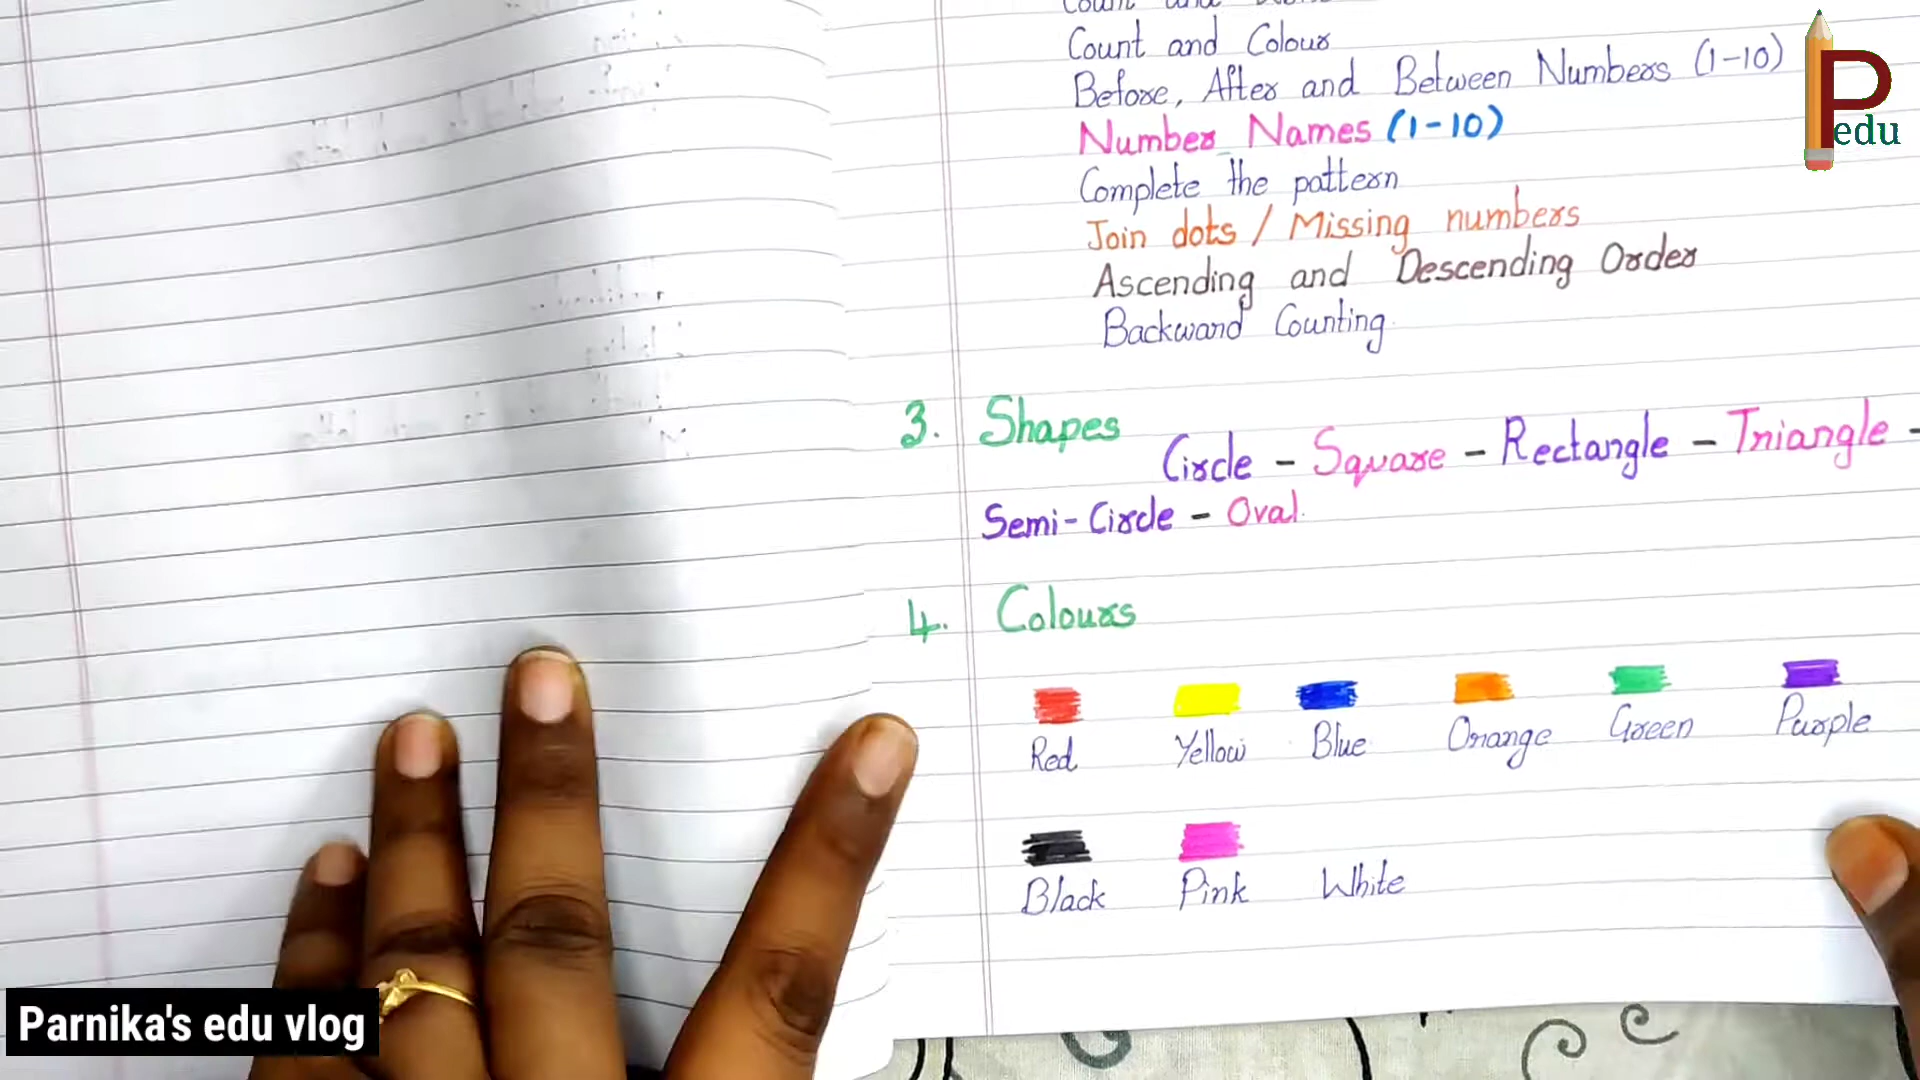 Count and Colour
Before, After and Between Numbers (1-10)
Number Names (1-10)
Complete the pattern
Join dots / Missing numbers
Ascending and Descending Order
Backward Counting
3. Shapes
Circle - Square - Rectangle - Triangle -
Semi-Circle - Oval.
4. Colours
Red Yellow Blue Orange Green Purple
Black Pink White
P
edu
Parnika's edu vlog